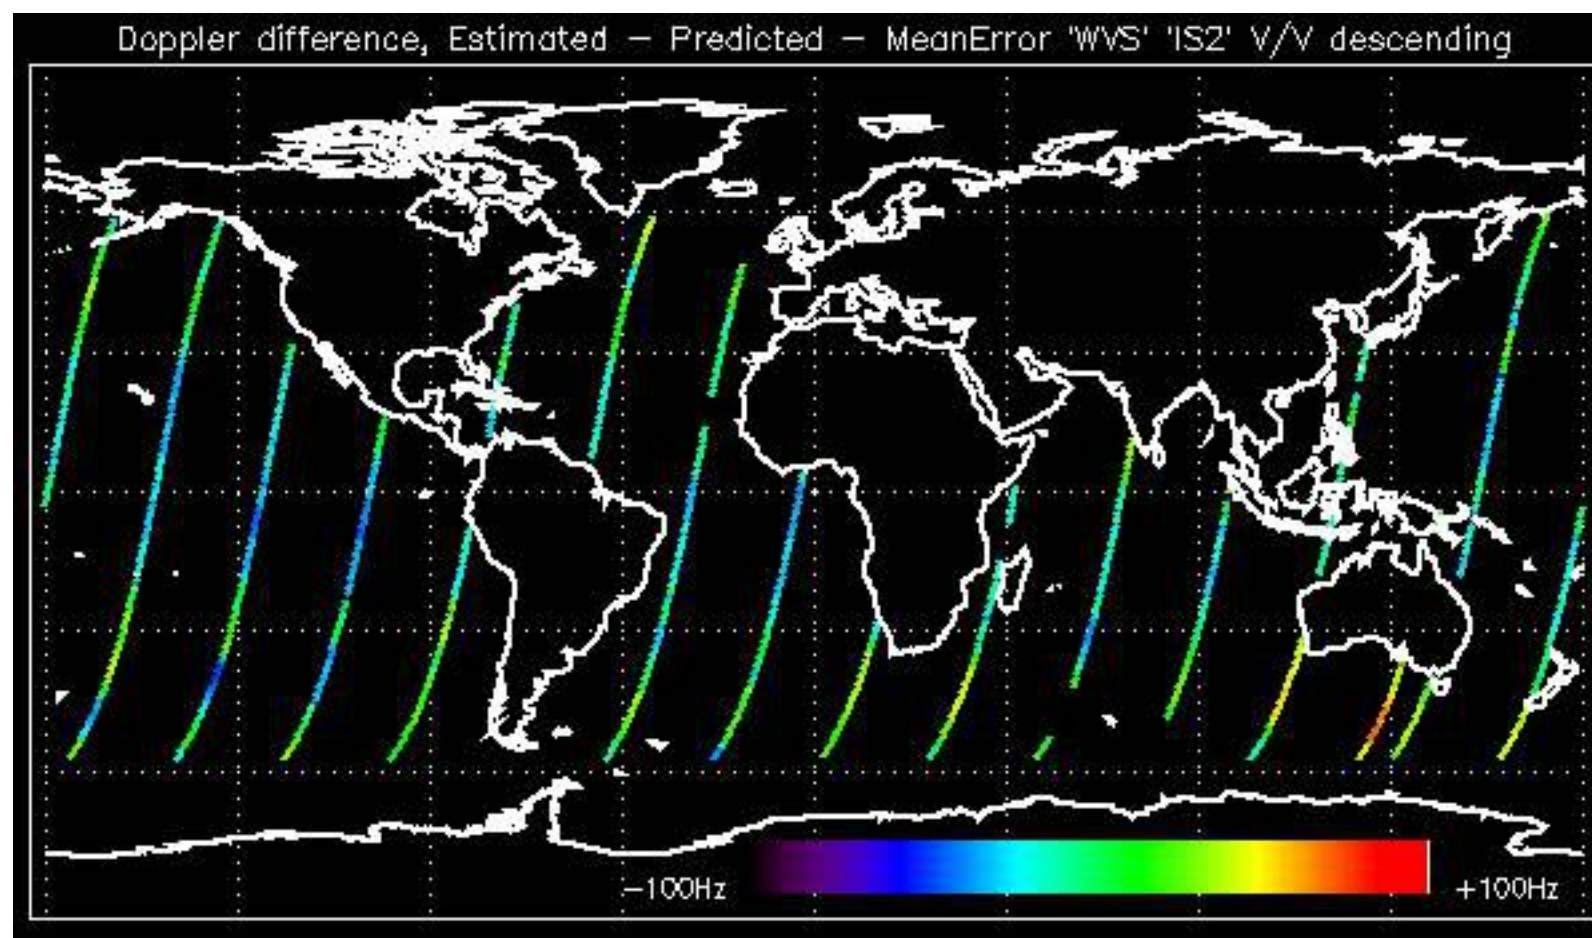 Doppler difference, Estimated – Predicted – MeanError 'WVS' 'IS2' V/V descending
–100Hz +100Hz